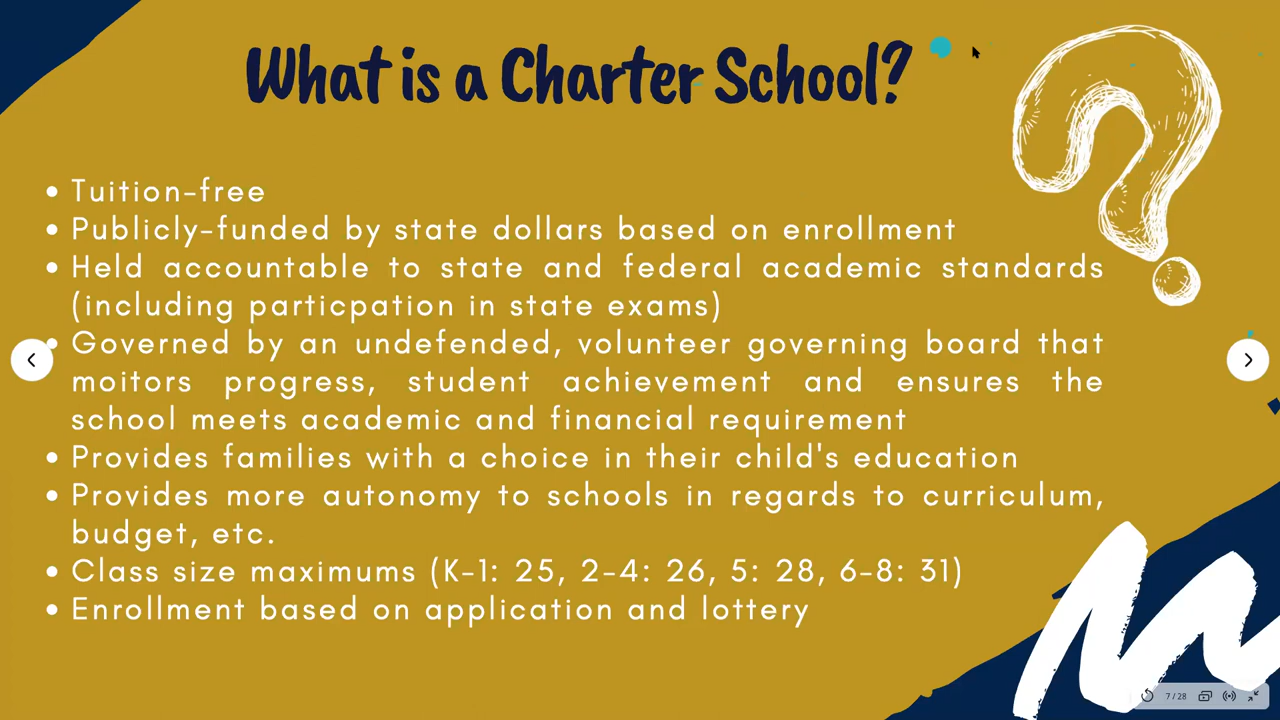 What is a Charter School?
Tuition-free
Publicly-funded by state dollars based on enrollment
Held accountable to state and federal academic standards
(including particpation in state exams)
Governed by an undefended, volunteer governing board that
moitors progress, student achievement and ensures the
school meets academic and financial requirement
Provides families with a choice in their child's education
Provides more autonomy to schools in regards to curriculum,
budget, etc.
Class size maximums (K-1: 25, 2-4: 26, 5: 28, 6-8: 31)
Enrollment based on application and lottery
7 / 28